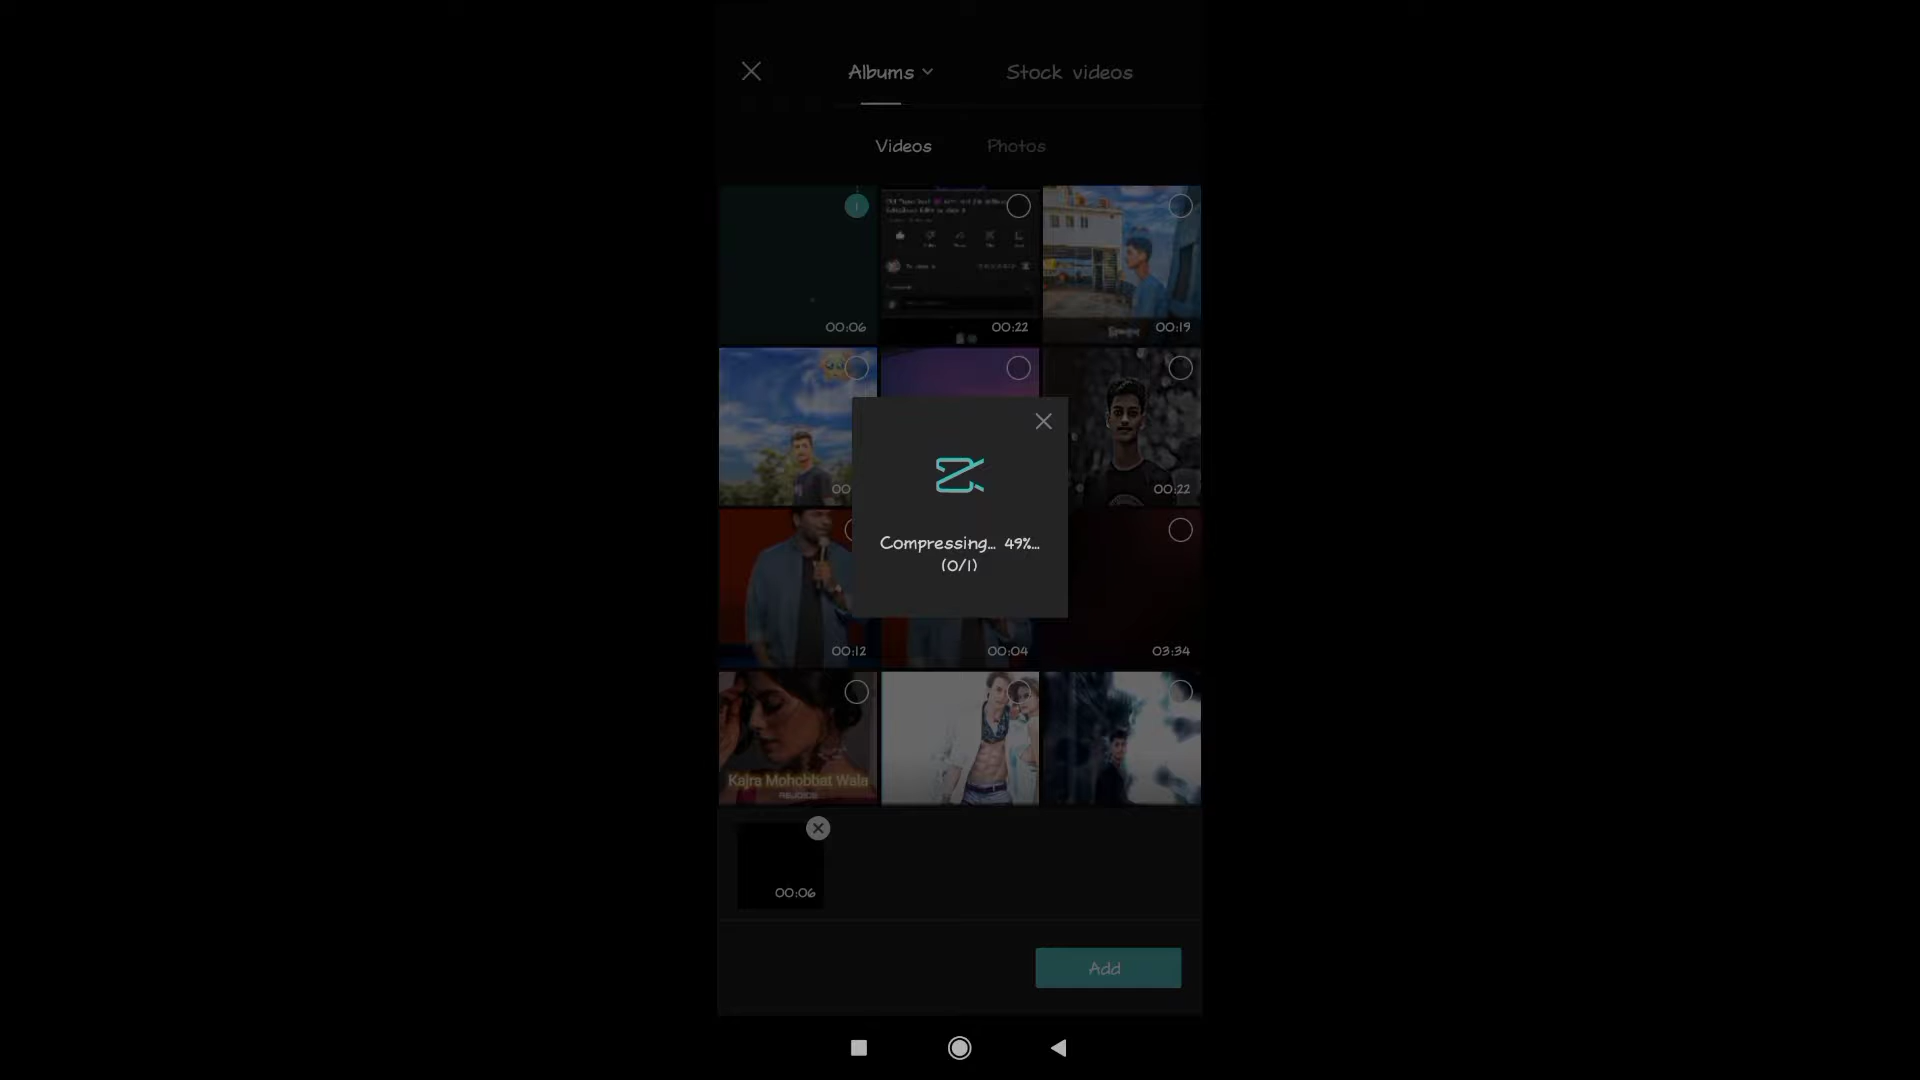 Albums
Stock videos
Videos
Photos
00:06
00:22
00:19
00
00:22
Compressing... 49%...
(0/1)
00:12
00:04
03:34
Kajra Mohobbat Wala
00:06
Add